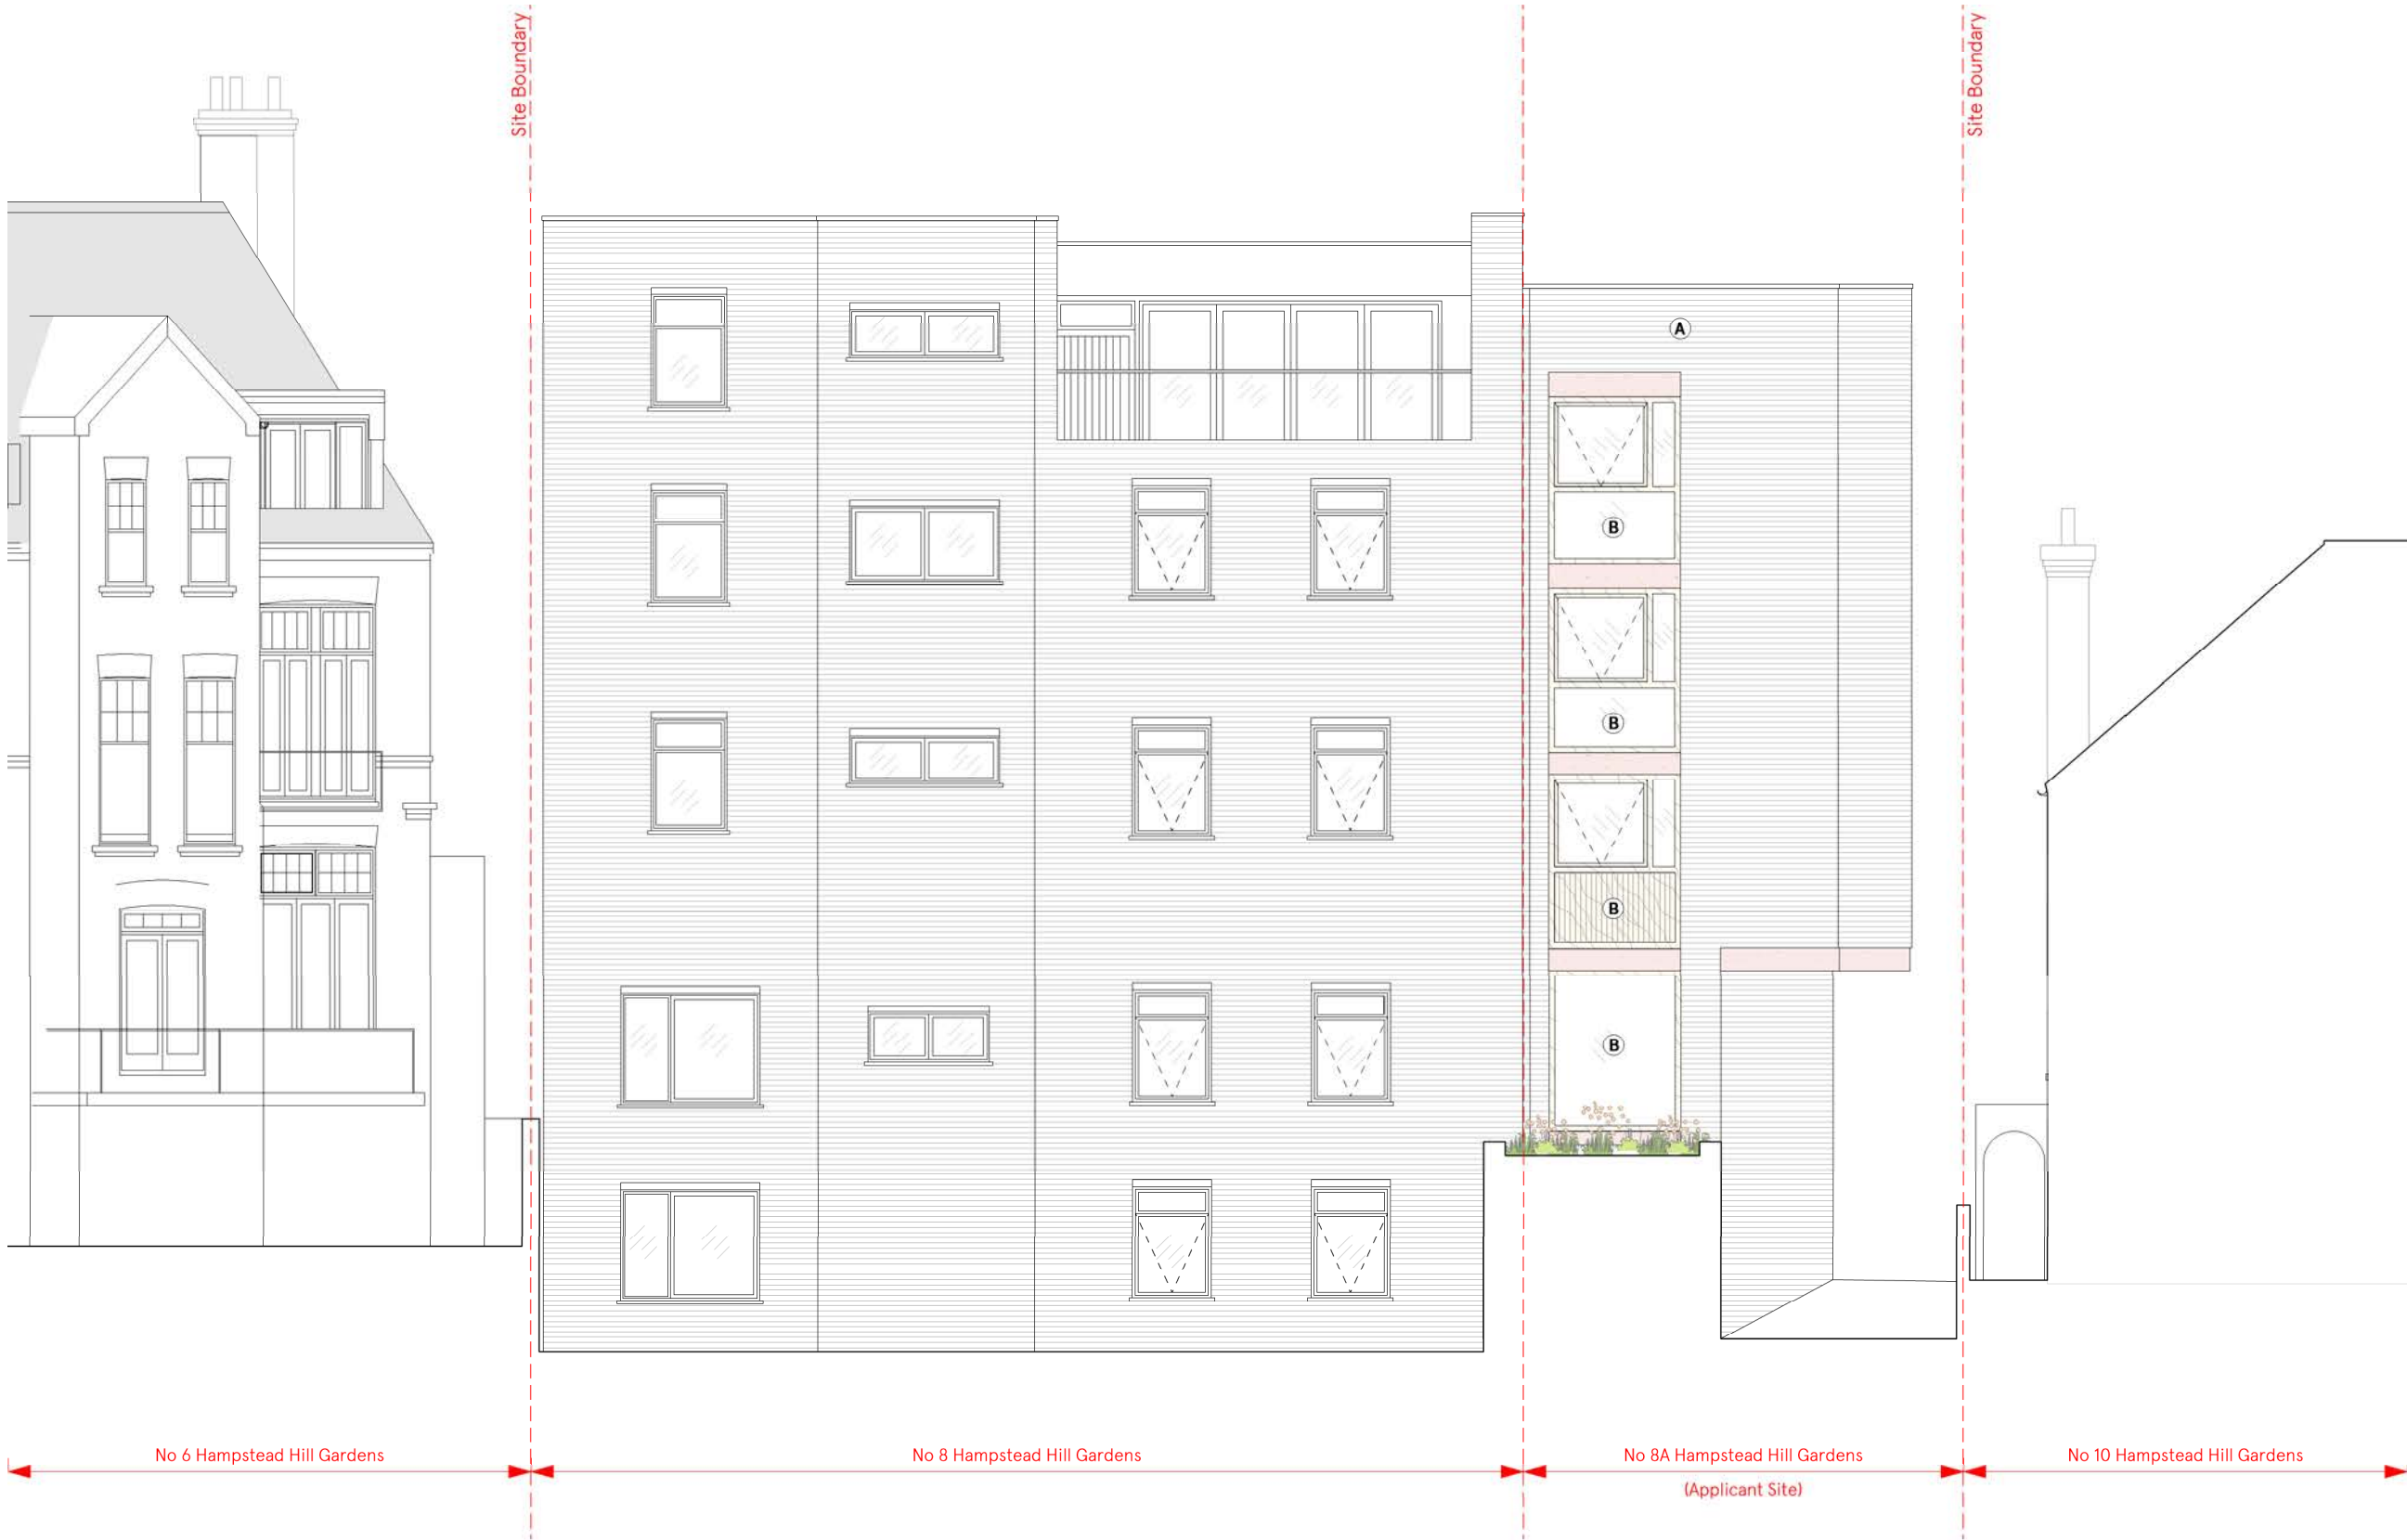 Site Boundary
Site Boundary
A
B
B
B
B
No 6 Hampstead Hill Gardens
No 8 Hampstead Hill Gardens
No 8A Hampstead Hill Gardens
No 10 Hampstead Hill Gardens
(Applicant Site)